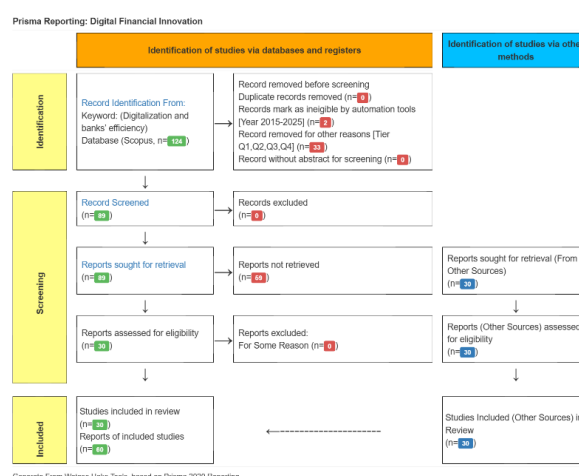 Prisma Reporting: Digital Financial Innovation
Identification of studies via databases and registers
Identification of studies via othe
methods
Identification
Record Identification From:
Keyword: (Digitalization and
banks' efficiency)
Database (Scopus, n= 124 )
Record removed before screening
Duplicate records removed (n= 0 )
Records mark as ineigible by automation tools
[Year 2015-2025] (n= 2 )
Record removed for other reasons [Tier
Q1,Q2,Q3,Q4] (n= 33 )
Record without abstract for screening (n= 0 )
Screening
Record Screened
(n= 89 )
Records excluded
(n= 0 )
Reports sought for retrieval
(n= 89 )
Reports not retrieved
(n= 59 )
Reports sought for retrieval (From
Other Sources)
(n= 30 )
Reports assessed for eligibility
(n= 30 )
Reports excluded:
For Some Reason (n= 0 )
Reports (Other Sources) assessed
for eligibility
(n= 30 )
Included
Studies included in review
(n= 30 )
Reports of included studies
(n= 60 )
Studies Included (Other Sources) i
Review
(n= 30 )